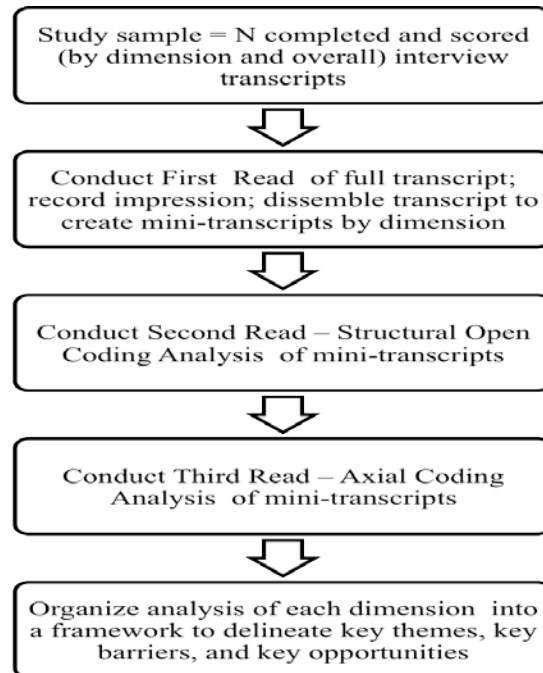 Study sample = N completed and scored
(by dimension and overall) interview
transcripts
Conduct First Read of full transcript;
record impression; dissemble transcript to
create mini-transcripts by dimension
Conduct Second Read – Structural Open
Coding Analysis of mini-transcripts
Conduct Third Read – Axial Coding
Analysis of mini-transcripts
Organize analysis of each dimension into
a framework to delineate key themes, key
barriers, and key opportunities